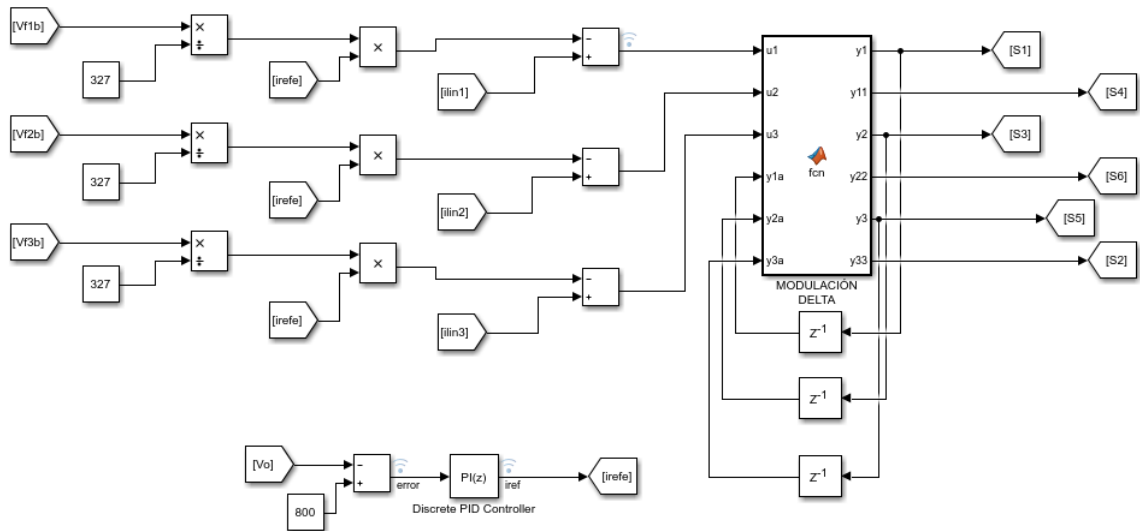 [Vf1b]
×
÷
327
×
[irefe]
−
+
[ilin1]
u1
y1
[S1]
u2
y11
[S4]
[Vf2b]
×
÷
327
×
[irefe]
−
+
[ilin2]
u3
y2
[S3]
fcn
y1a
y22
[S6]
y2a
y3
[S5]
[Vf3b]
×
÷
327
×
[irefe]
−
+
[ilin3]
y3a
y33
[S2]
MODULACIÓN
DELTA
Z-1
Z-1
Z-1
[Vo]
−
+
800
error
PI(z)
iref
[irefe]
Discrete PID Controller